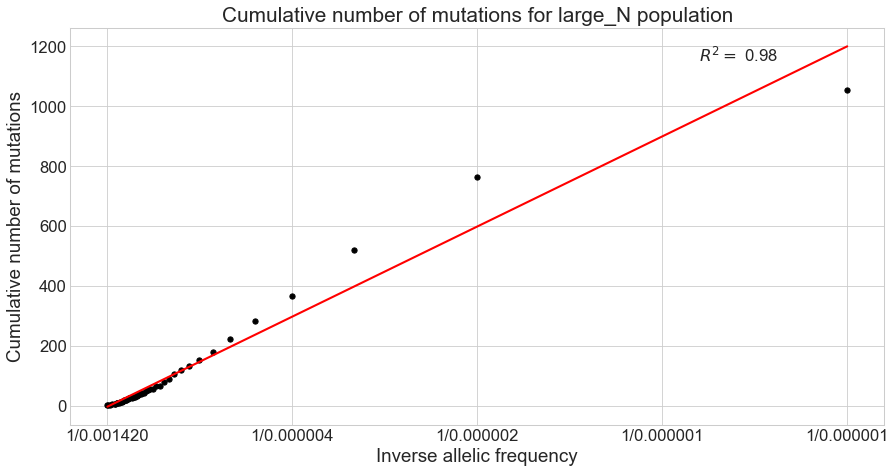 Cumulative number of mutations for large_N population
R² = 0.98
Cumulative number of mutations
1200
1000
800
600
400
200
0
1/0.001420 1/0.000004 1/0.000002 1/0.000001 1/0.000001
Inverse allelic frequency